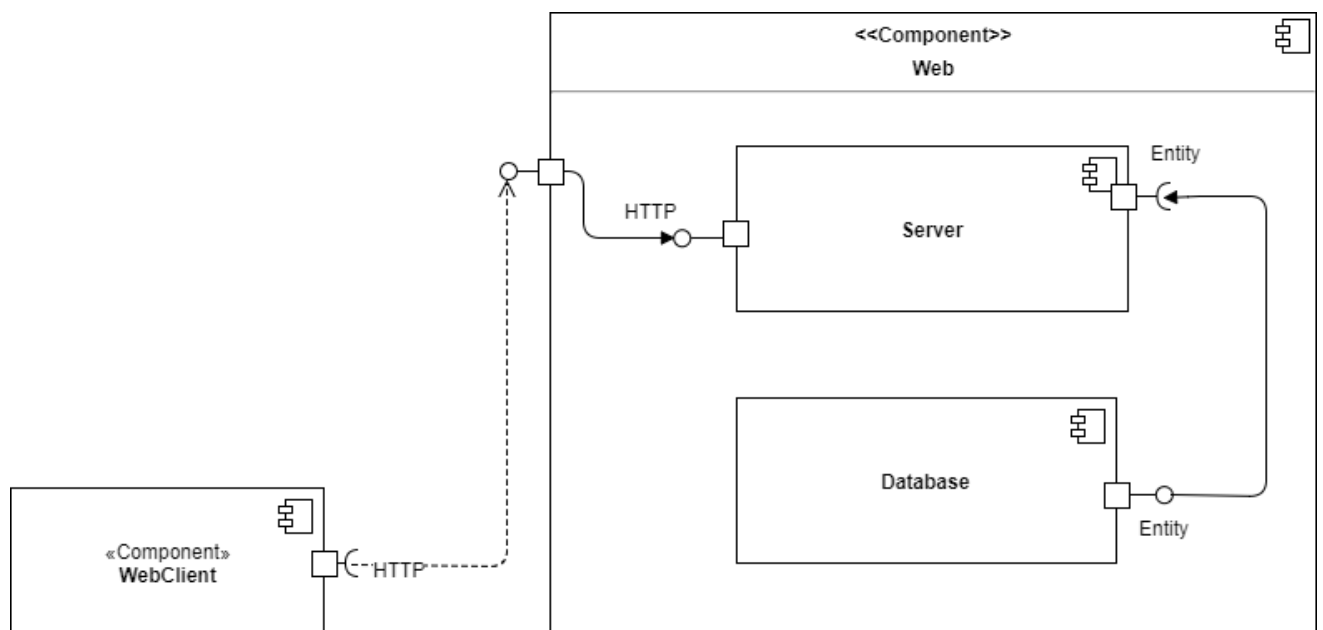 <<Component>>
Web
Entity
HTTP
Server
Database
Entity
«Component»
WebClient
HTTP